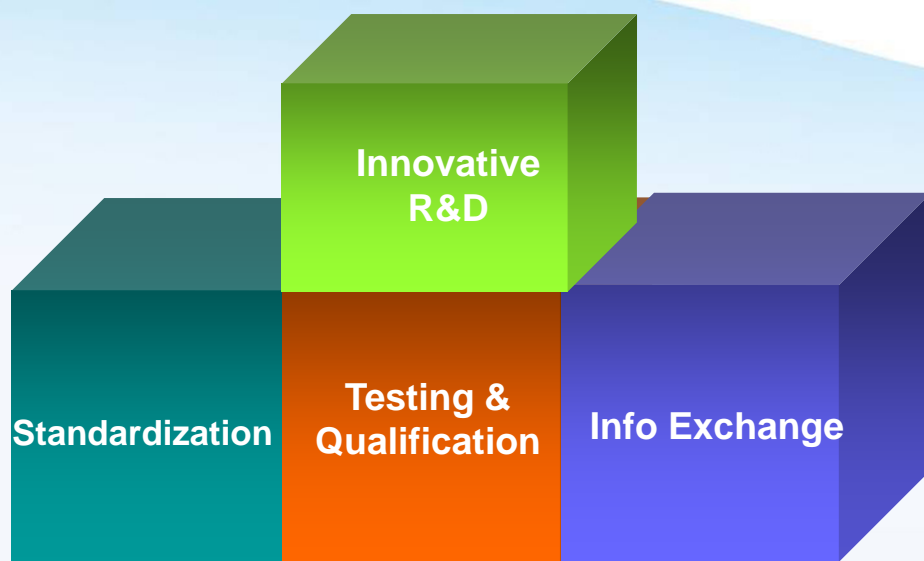 Innovative
R&D
Standardization
Testing &
Qualification
Info Exchange